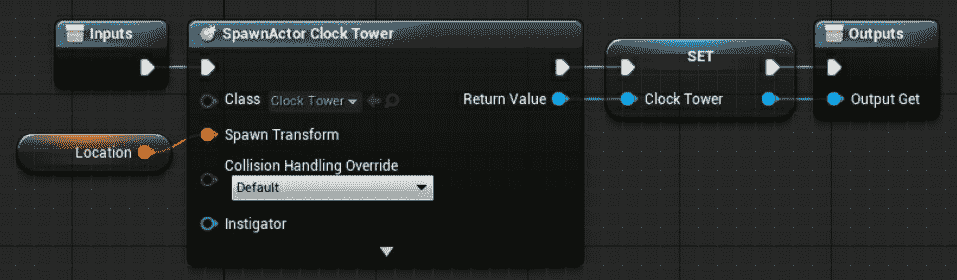 Inputs
SpawnActor Clock Tower
SET
Outputs
Class Clock Tower
Return Value
Clock Tower
Output Get
Location
Spawn Transform
Collision Handling Override
Default
Instigator